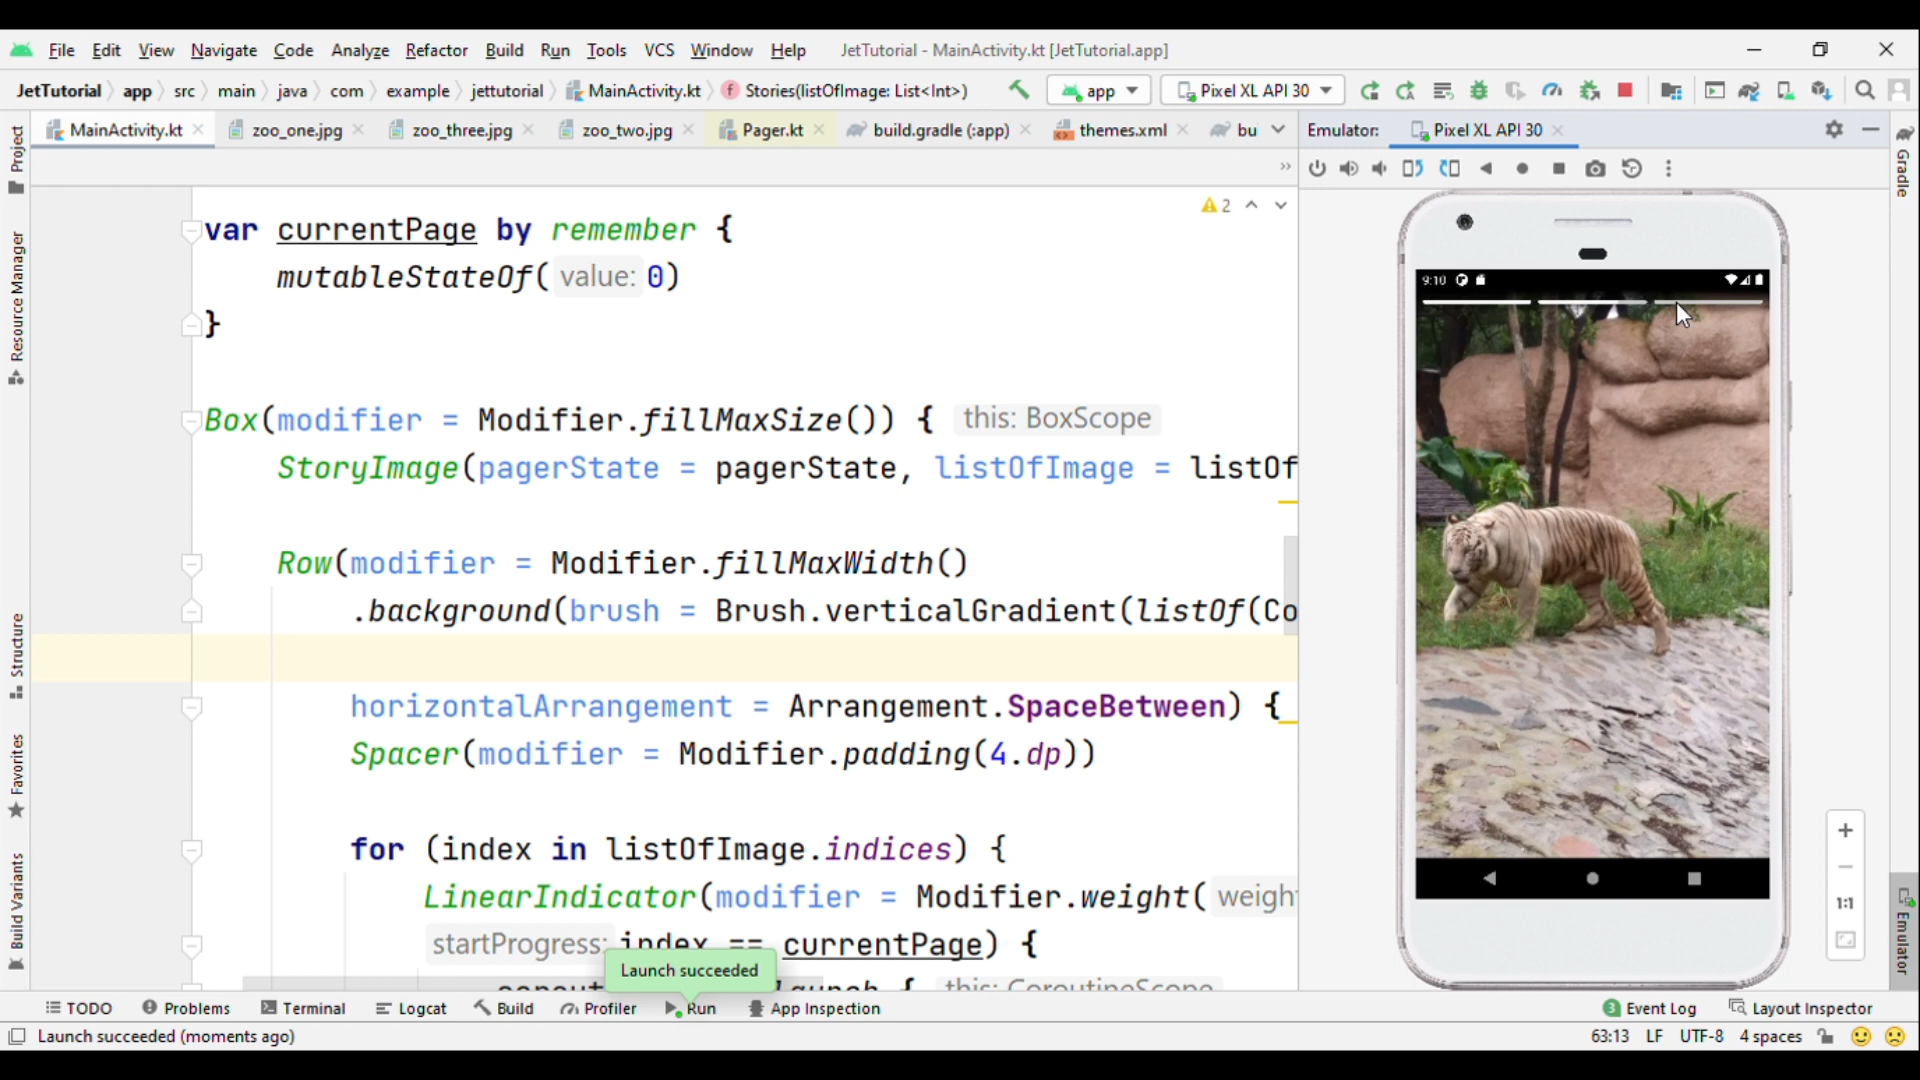 File Edit View Navigate Code Analyze Refactor Build Run Tools VCS Window Help JetTutorial - MainActivity.kt [JetTutorial.app]
JetTutorial app src main java com example jettutorial MainActivity.kt Stories(listOfImage: List<Int>) app Pixel XL API 30
MainActivity.kt zoo_one.jpg zoo_three.jpg zoo_two.jpg Pager.kt build.gradle (:app) themes.xml bu Emulator: Pixel XL API 30
Project
Resource Manager
Structure
Favorites
Build Variants
2
var currentPage by remember {
mutableStateOf( value: 0)
}
Box(modifier = Modifier.fillMaxSize()) { this: BoxScope
StoryImage(pagerState = pagerState, listOfImage = listOf
Row(modifier = Modifier.fillMaxWidth()
.background(brush = Brush.verticalGradient(listOf(Co
horizontalArrangement = Arrangement.SpaceBetween) {
Spacer(modifier = Modifier.padding(4.dp))
for (index in listOfImage.indices) {
LinearIndicator(modifier = Modifier.weight( weight
startProgress: index == currentPage) {
{ this: CoroutineScope
Launch succeeded
9:10
1:1
Gradle
Emulator
TODO Problems Terminal Logcat Build Profiler Run App Inspection 3 Event Log Layout Inspector
Launch succeeded (moments ago) 63:13 LF UTF-8 4 spaces